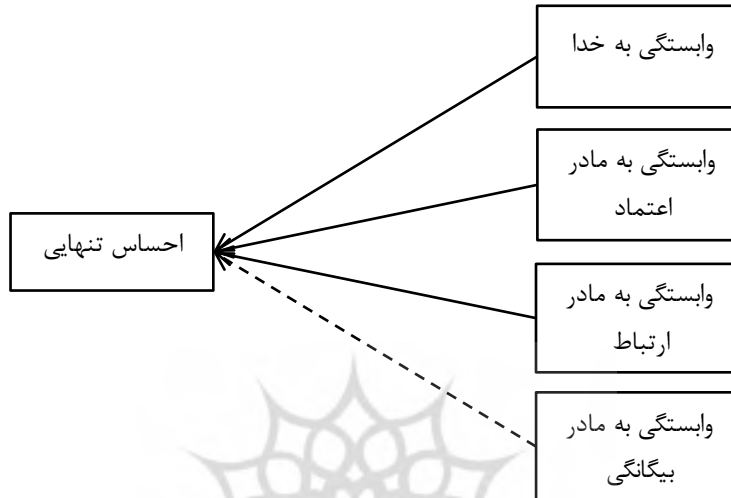 وابستگی به خدا
وابستگی به مادر
اعتماد
احساس تنهایی
وابستگی به مادر
ارتباط
وابستگی به مادر
بیگانگی